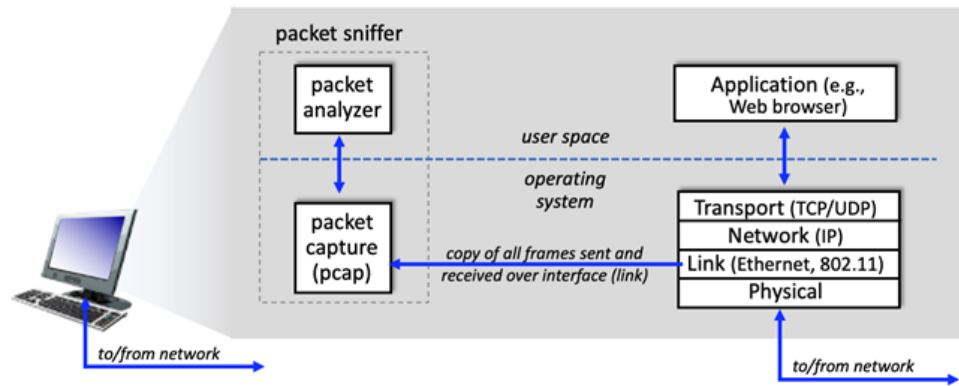 packet sniffer
packet
analyzer
Application (e.g.,
Web browser)
user space
operating
system
packet
capture
(pcap)
copy of all frames sent and
received over interface (link)
Transport (TCP/UDP)
Network (IP)
Link (Ethernet, 802.11)
Physical
to/from network
to/from network